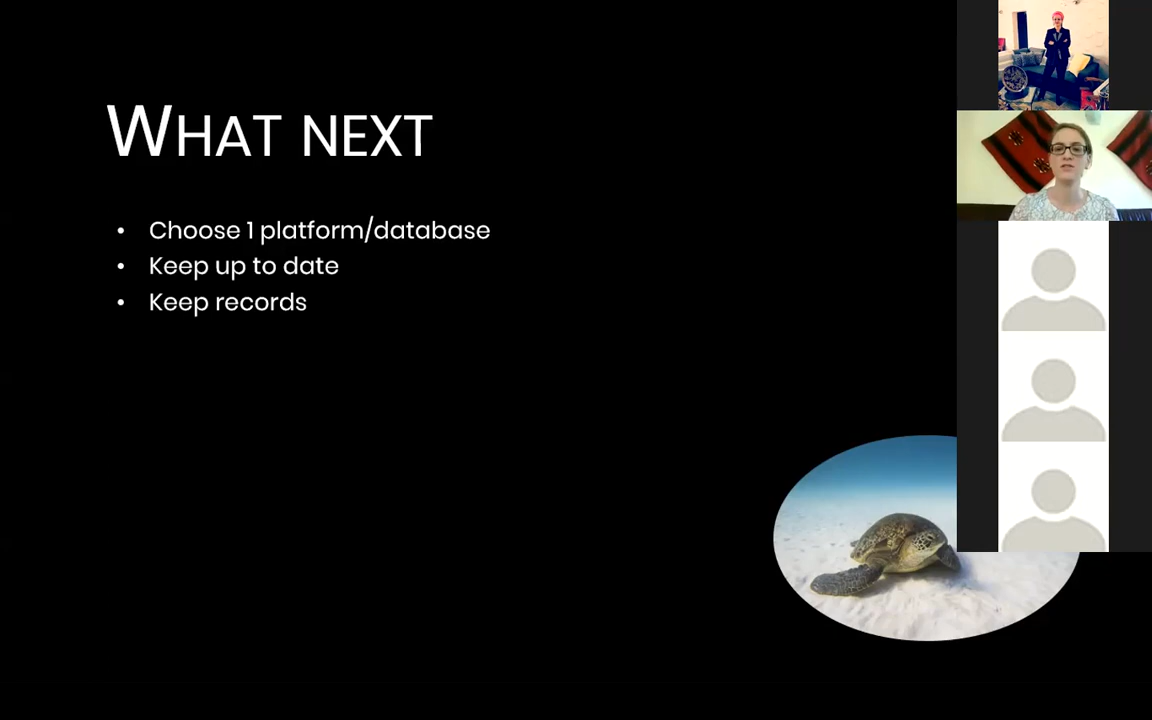 WHAT NEXT
• Choose 1 platform/database
• Keep up to date
• Keep records